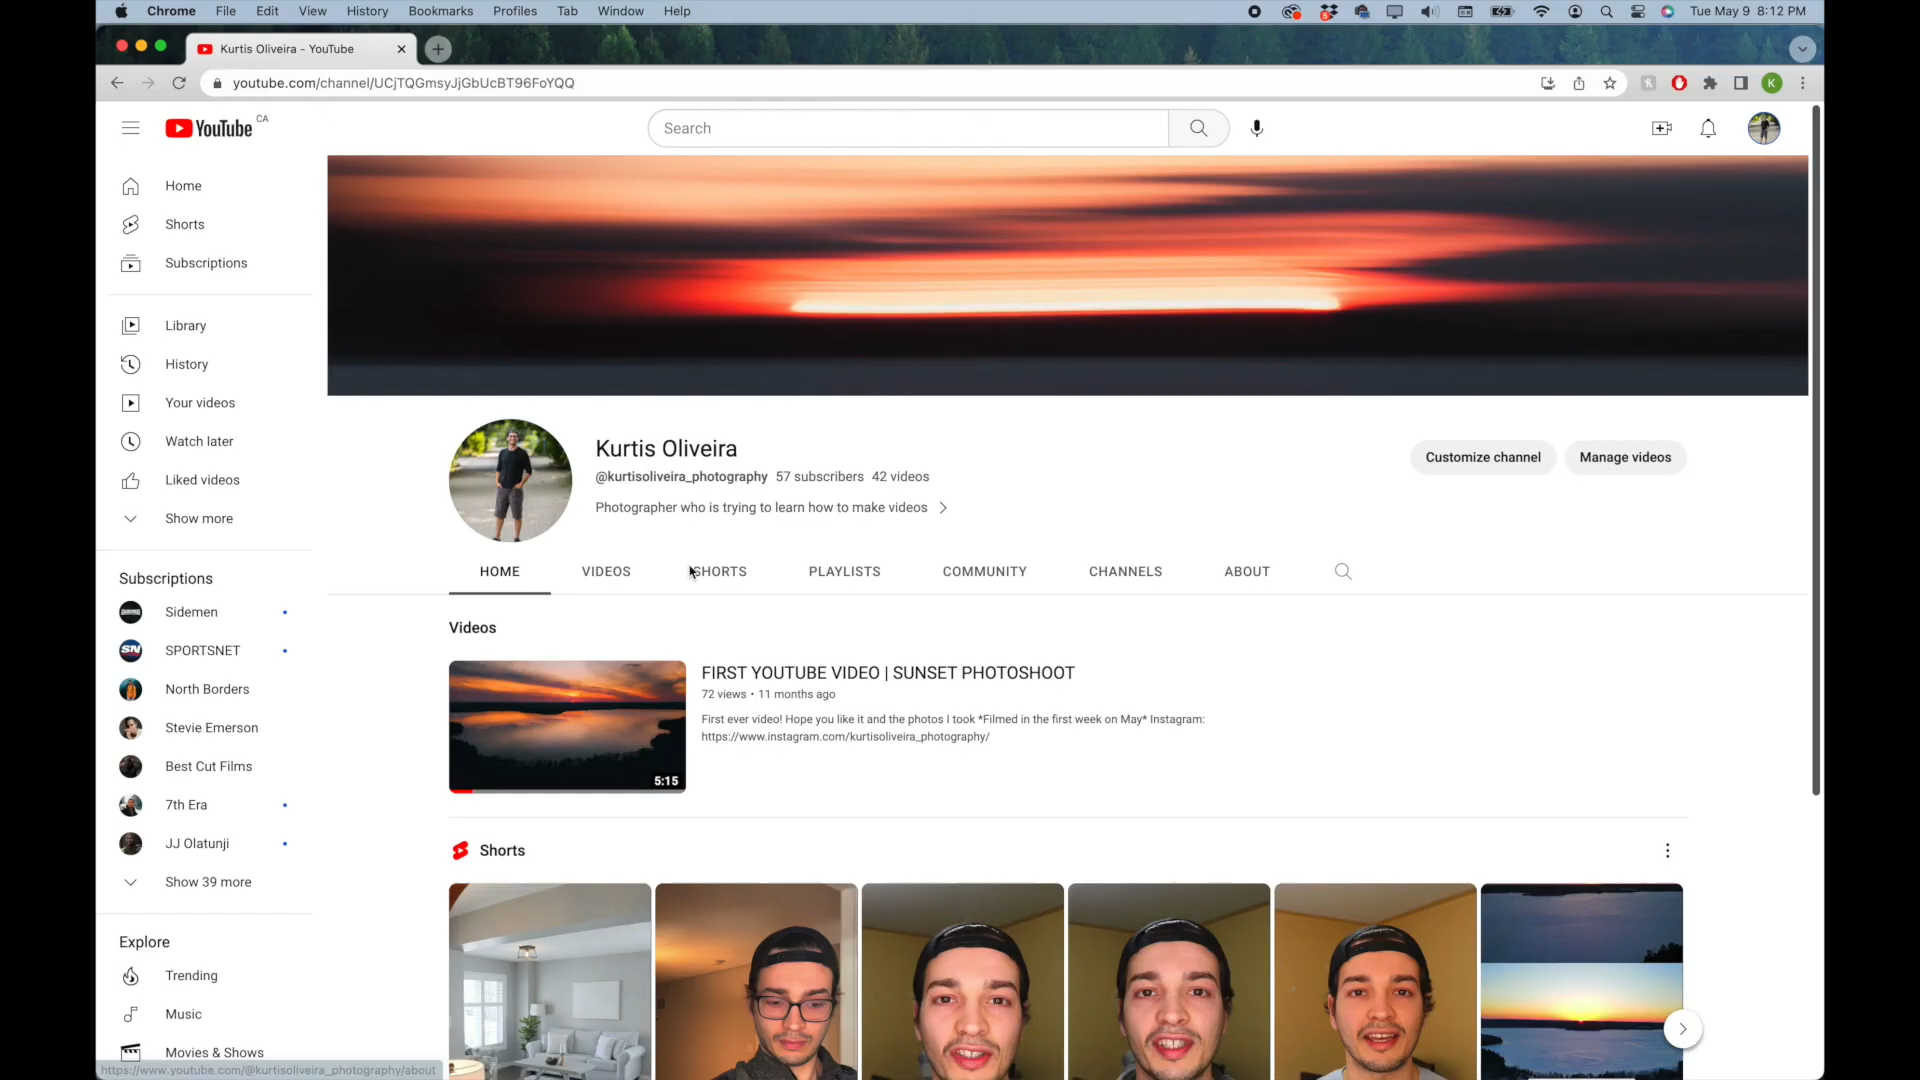 Chrome File Edit View History Bookmarks Profiles Tab Window Help
5
Tue May 9 8:12 PM
Kurtis Oliveira - YouTube
youtube.com/channel/UCjTQGmsyJjGbUcBT96FoYQQ
K
YouTube CA
Search
Home
Shorts
Subscriptions
Library
History
Your videos
Watch later
Liked videos
Show more
Subscriptions
Sidemen
SN SPORTSNET
North Borders
Stevie Emerson
Best Cut Films
7th Era
JJ Olatunji
Show 39 more
Explore
Trending
Music
Movies & Shows
https://www.youtube.com/@kurtisoliveira_photography/about
Kurtis Oliveira
@kurtisoliveira_photography 57 subscribers 42 videos
Photographer who is trying to learn how to make videos
Customize channel
Manage videos
HOME VIDEOS SHORTS PLAYLISTS COMMUNITY CHANNELS ABOUT
Videos
5:15
FIRST YOUTUBE VIDEO | SUNSET PHOTOSHOOT
72 views • 11 months ago
First ever video! Hope you like it and the photos I took *Filmed in the first week on May* Instagram:
https://www.instagram.com/kurtisoliveira_photography/
Shorts